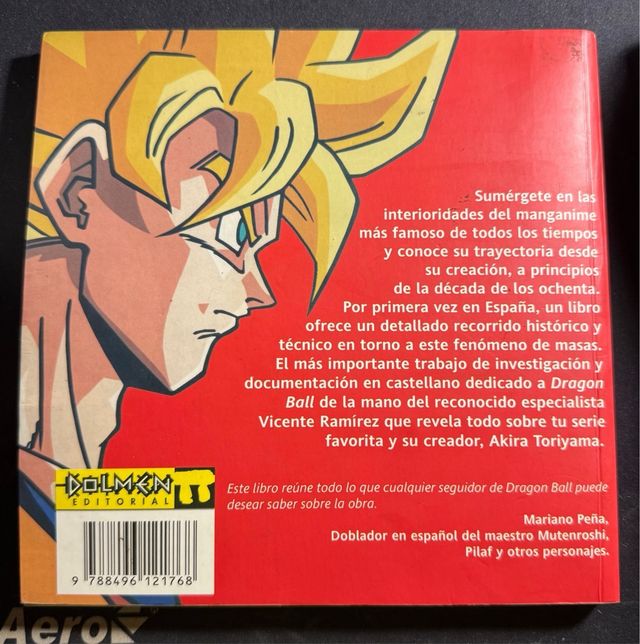 Sumérgete en las
interioridades del manganime
más famoso de todos los tiempos
y conoce su trayectoria desde
su creación, a principios
de la década de los ochenta.
Por primera vez en España, un libro
ofrece un detallado recorrido histórico y
técnico en torno a este fenómeno de masas.
El más importante trabajo de investigación y
documentación en castellano dedicado a Dragon
Ball de la mano del reconocido especialista
Vicente Ramírez que revela todo sobre tu serie
favorita y su creador, Akira Toriyama.
DOLMEN
EDITORIAL
Este libro reúne todo lo que cualquier seguidor de Dragon Ball puede
desear saber sobre la obra.
Mariano Peña,
Doblador en español del maestro Mutenroshi,
Pilaf y otros personajes.
9 788496 121768
Aero